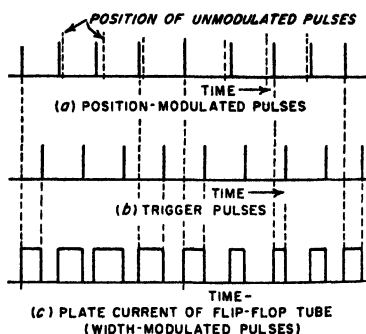 POSITION OF UNMODULATED PULSES
TIME
(a) POSITION-MODULATED PULSES
TIME
(b) TRIGGER PULSES
TIME-
(c) PLATE CURRENT OF FLIP-FLOP TUBE
(WIDTH-MODULATED PULSES)